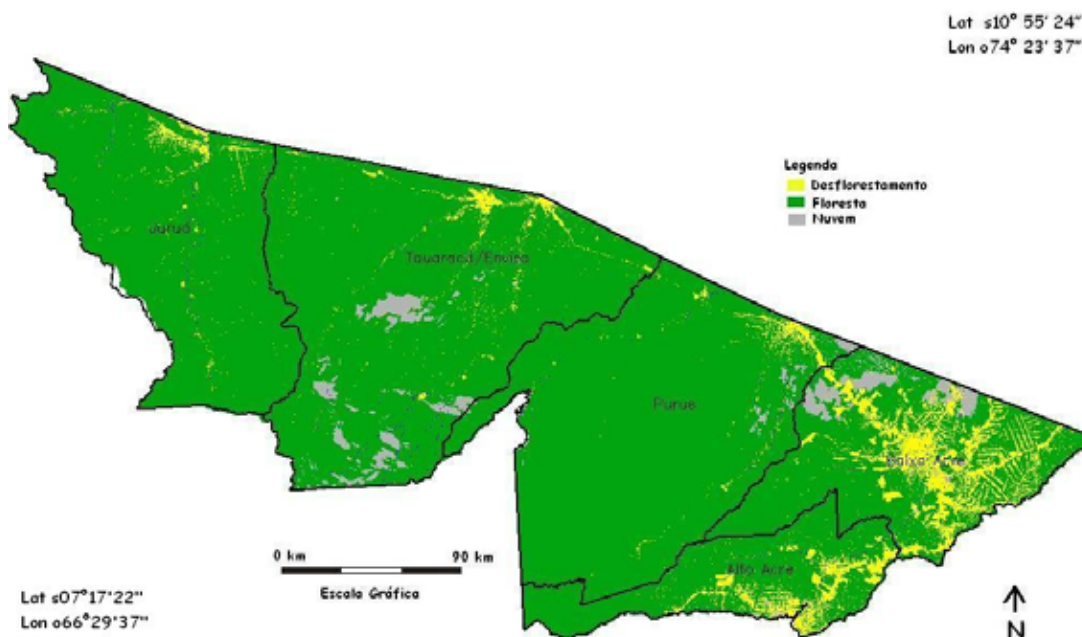 Lat s10° 55' 24"
Lon o74° 23' 37"
Legenda
Desflorestamento
Floresta
Nuvem
Juruá
Tauaracá/Envira
Purus
Baixo Acre
Alto Acre
0 km 90 km
Escala Gráfica
Lat s07°17'22"
Lon o66°29'37"
N